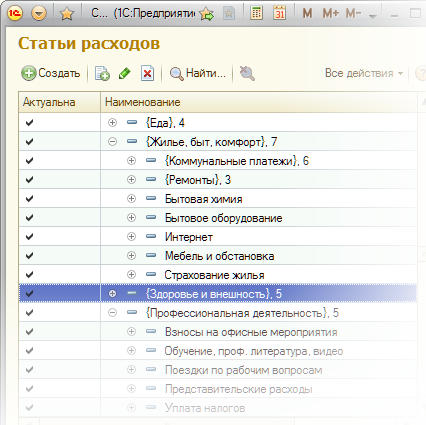 С... (1С:Предприятие
31 M M+ M-
Статьи расходов
Создать Найти... Все действия
Актуальна Наименование
{Еда}, 4
{Жилье, быт, комфорт}, 7
{Коммунальные платежи}, 6
{Ремонты}, 3
Бытовая химия
Бытовое оборудование
Интернет
Мебель и обстановка
Страхование жилья
{Здоровье и внешность}, 5
{Профессиональная деятельность}, 5
Взносы на офисные мероприятия
Обучение, проф. литература, видео
Поездки по рабочим вопросам
Представительские расходы
Уплата налогов